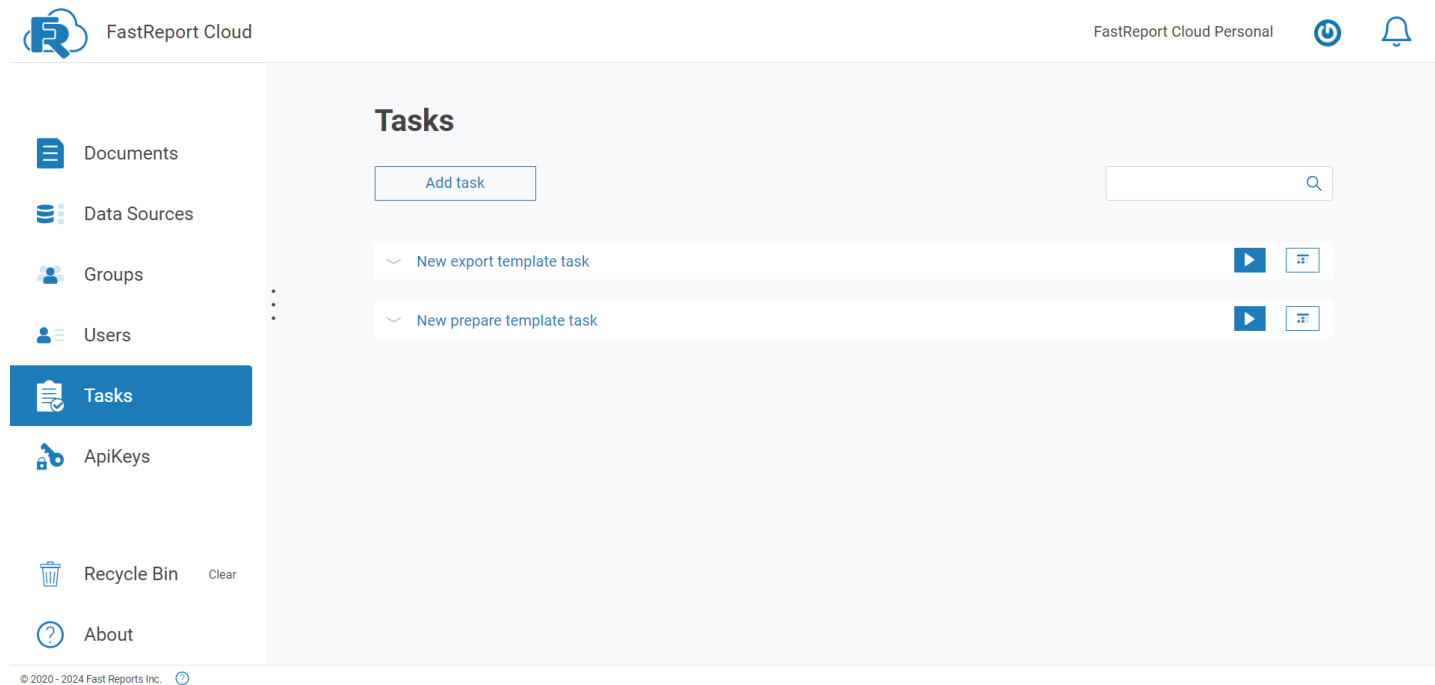 FastReport Cloud
FastReport Cloud Personal
Tasks
Documents
Add task
Data Sources
New export template task
Groups
New prepare template task
Users
Tasks
ApiKeys
Recycle Bin Clear
About
© 2020 - 2024 Fast Reports Inc.